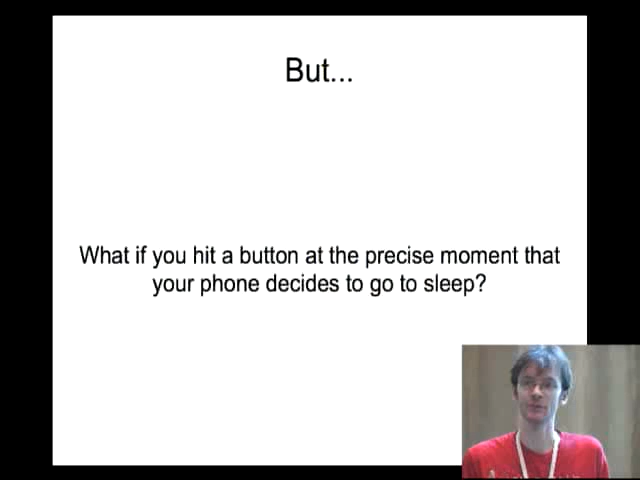 But...
What if you hit a button at the precise moment that
your phone decides to go to sleep?